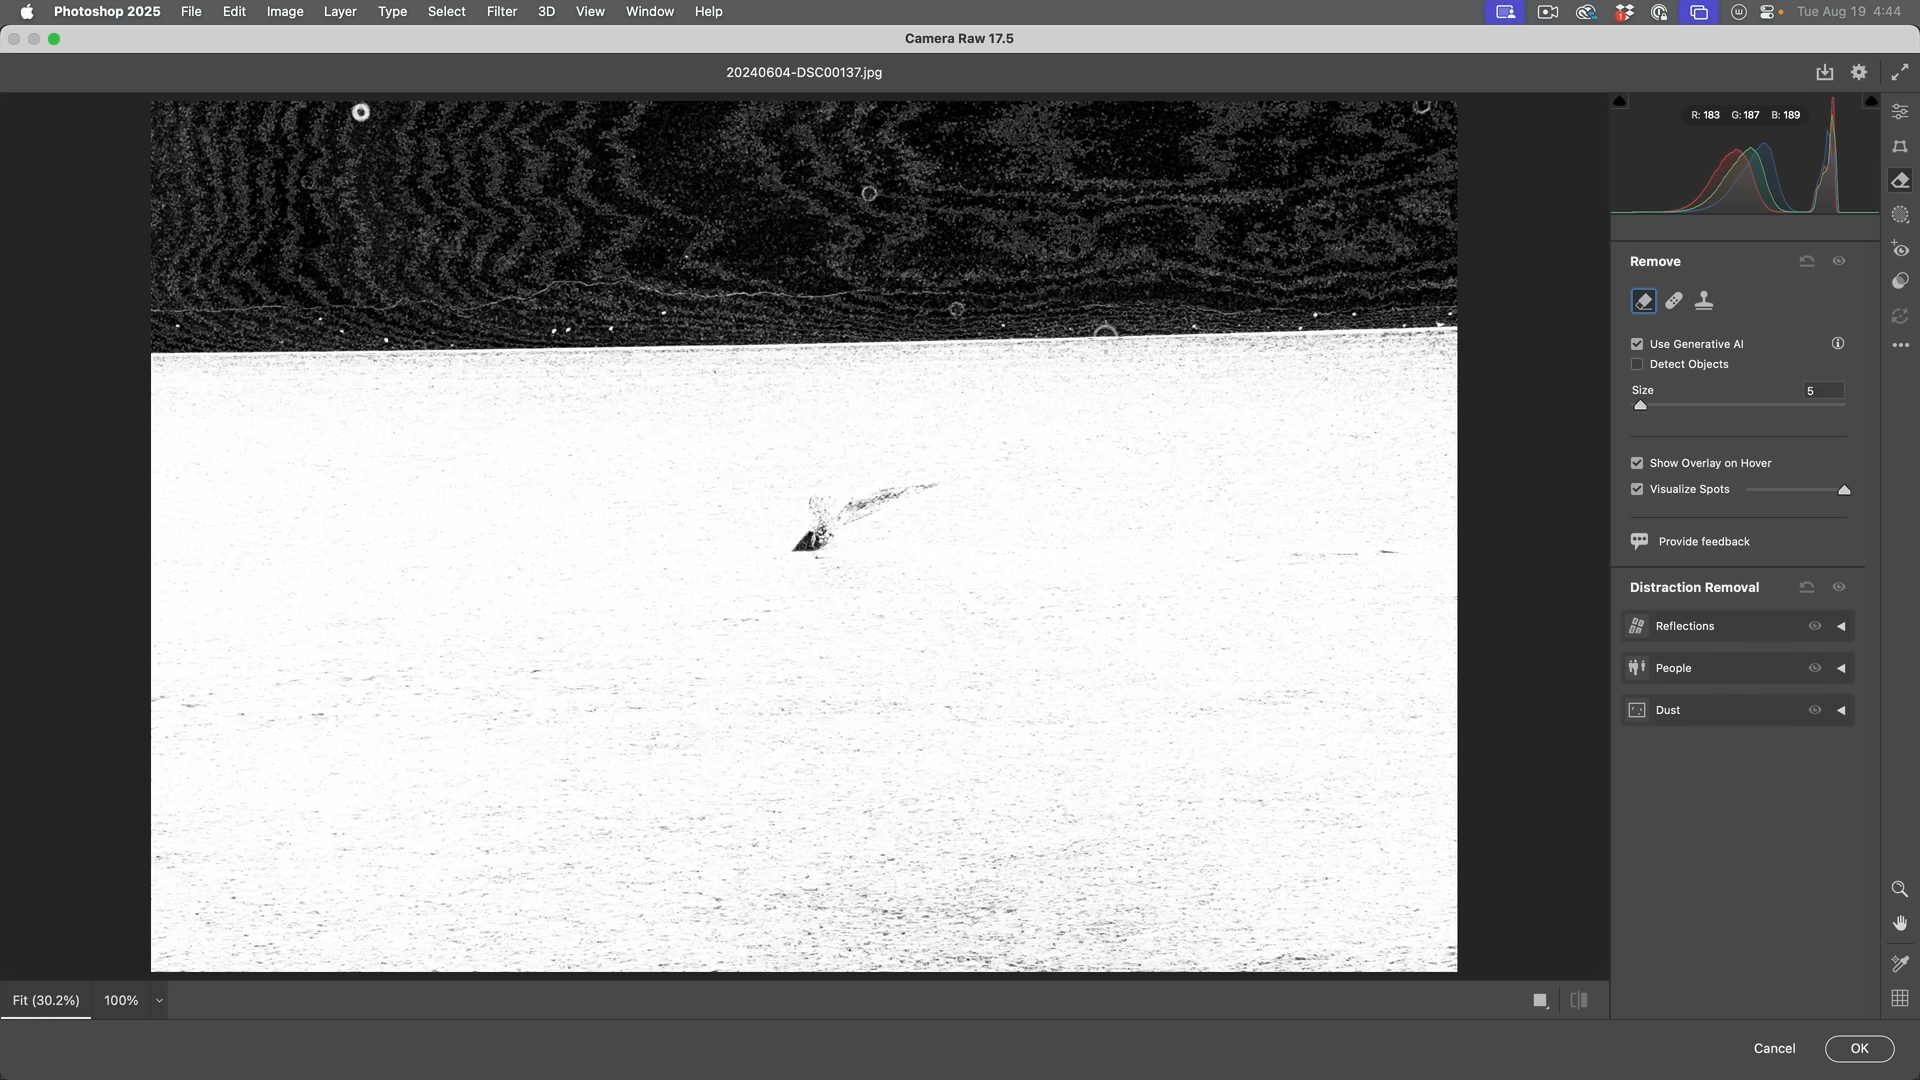 Photoshop 2025 File Edit Image Layer Type Select Filter 3D View Window Help
1
Tue Aug 19 4:44
Camera Raw 17.5
20240604-DSC00137.jpg
R: 183 G: 187 B: 189
Remove
Use Generative AI
Detect Objects
Size 5
Show Overlay on Hover
Visualize Spots
Provide feedback
Distraction Removal
Reflections
People
Dust
Fit (30.2%) 100%
Cancel OK